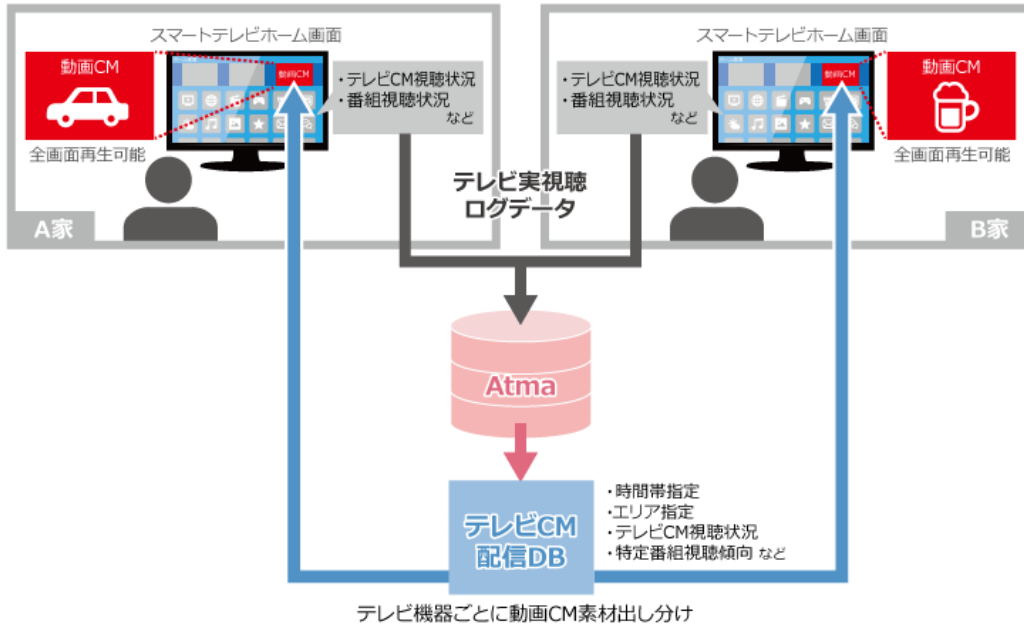 スマートテレビホーム画面
動画CM
動画CM
・テレビCM視聴状況
・番組視聴状況
など
全画面再生可能
A家
スマートテレビホーム画面
・テレビCM視聴状況
・番組視聴状況
など
動画CM
動画CM
全画面再生可能
B家
テレビ実視聴
ログデータ
Atma
テレビCM
配信DB
・時間帯指定
・エリア指定
・テレビCM視聴状況
・特定番組視聴傾向 など
テレビ機器ごとに動画CM素材出し分け